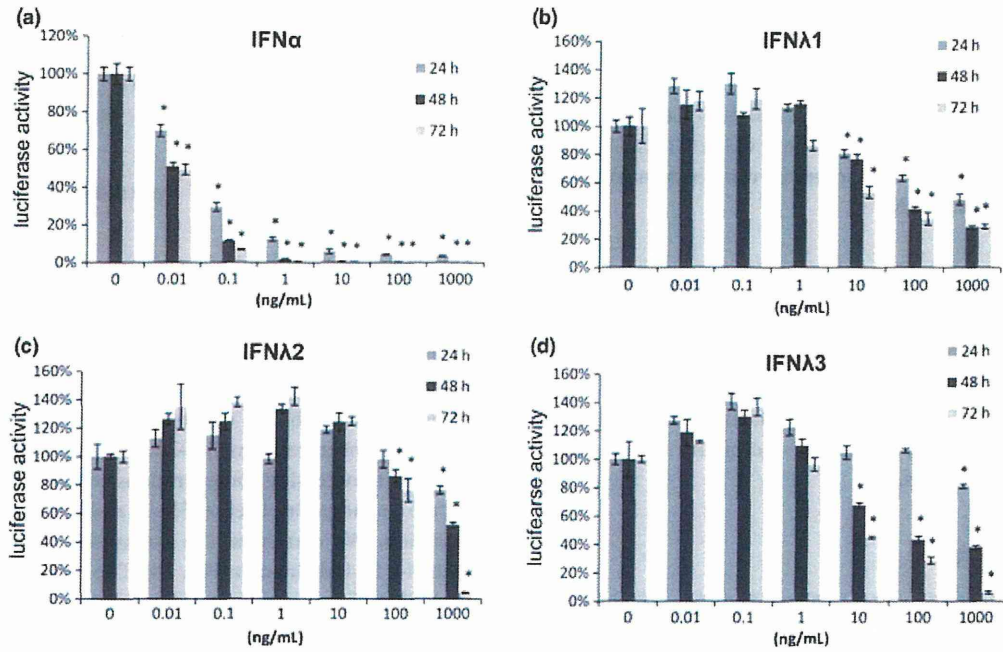 (a)
IFNα
120%
100%
80%
60%
40%
20%
0%
luciferase activity
24 h
48 h
72 h
* * *
* * *
* * *
* * *
* * *
* * *
0 0.01 0.1 1 10 100 1000
(ng/mL)
(b)
IFNλ1
160%
140%
120%
100%
80%
60%
40%
20%
0%
luciferase activity
24 h
48 h
72 h
* * *
* * *
* * *
0 0.01 0.1 1 10 100 1000
(ng/mL)
(c)
IFNλ2
160%
140%
120%
100%
80%
60%
40%
20%
0%
luciferase activity
24 h
48 h
72 h
* *
* * *
0 0.01 0.1 1 10 100 1000
ng/mL)
(d)
IFNλ3
160%
140%
120%
100%
80%
60%
40%
20%
0%
lucifearse activity
24 h
48 h
72 h
* *
* *
* * *
0 0.01 0.1 1 10 100 1000
(ng/mL)